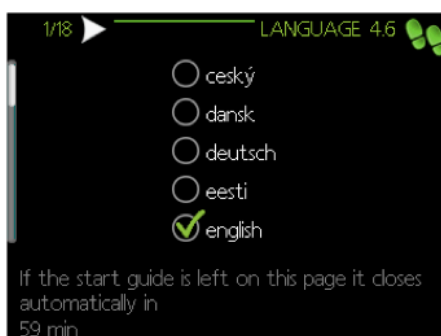 1/18 LANGUAGE 4.6
ceský
dansk
deutsch
eesti
english
If the start guide is left on this page it closes
automatically in
59 min